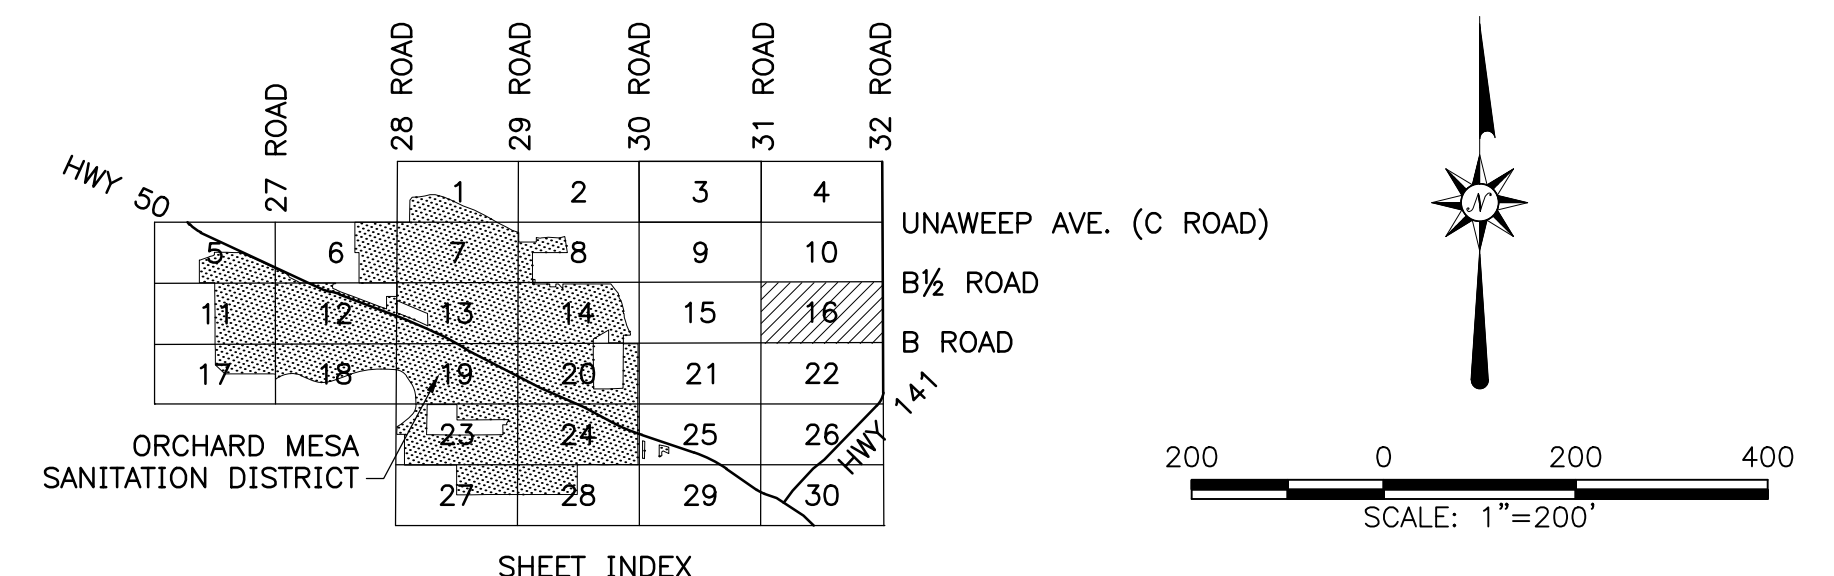 28 ROAD
29 ROAD
30 ROAD
31 ROAD
32 ROAD
27 ROAD
HWY 50
1 2 3 4
UNAWEEP AVE. (C ROAD)
5 6 7 8 9 10
B½ ROAD
11 12 13 14 15 16
B ROAD
17 18 19 20 21 22
HWY 141
23 24 25 26
ORCHARD MESA
SANITATION DISTRICT
27 28 29 30
SHEET INDEX
N
200 0 200 400
SCALE: 1"=200'